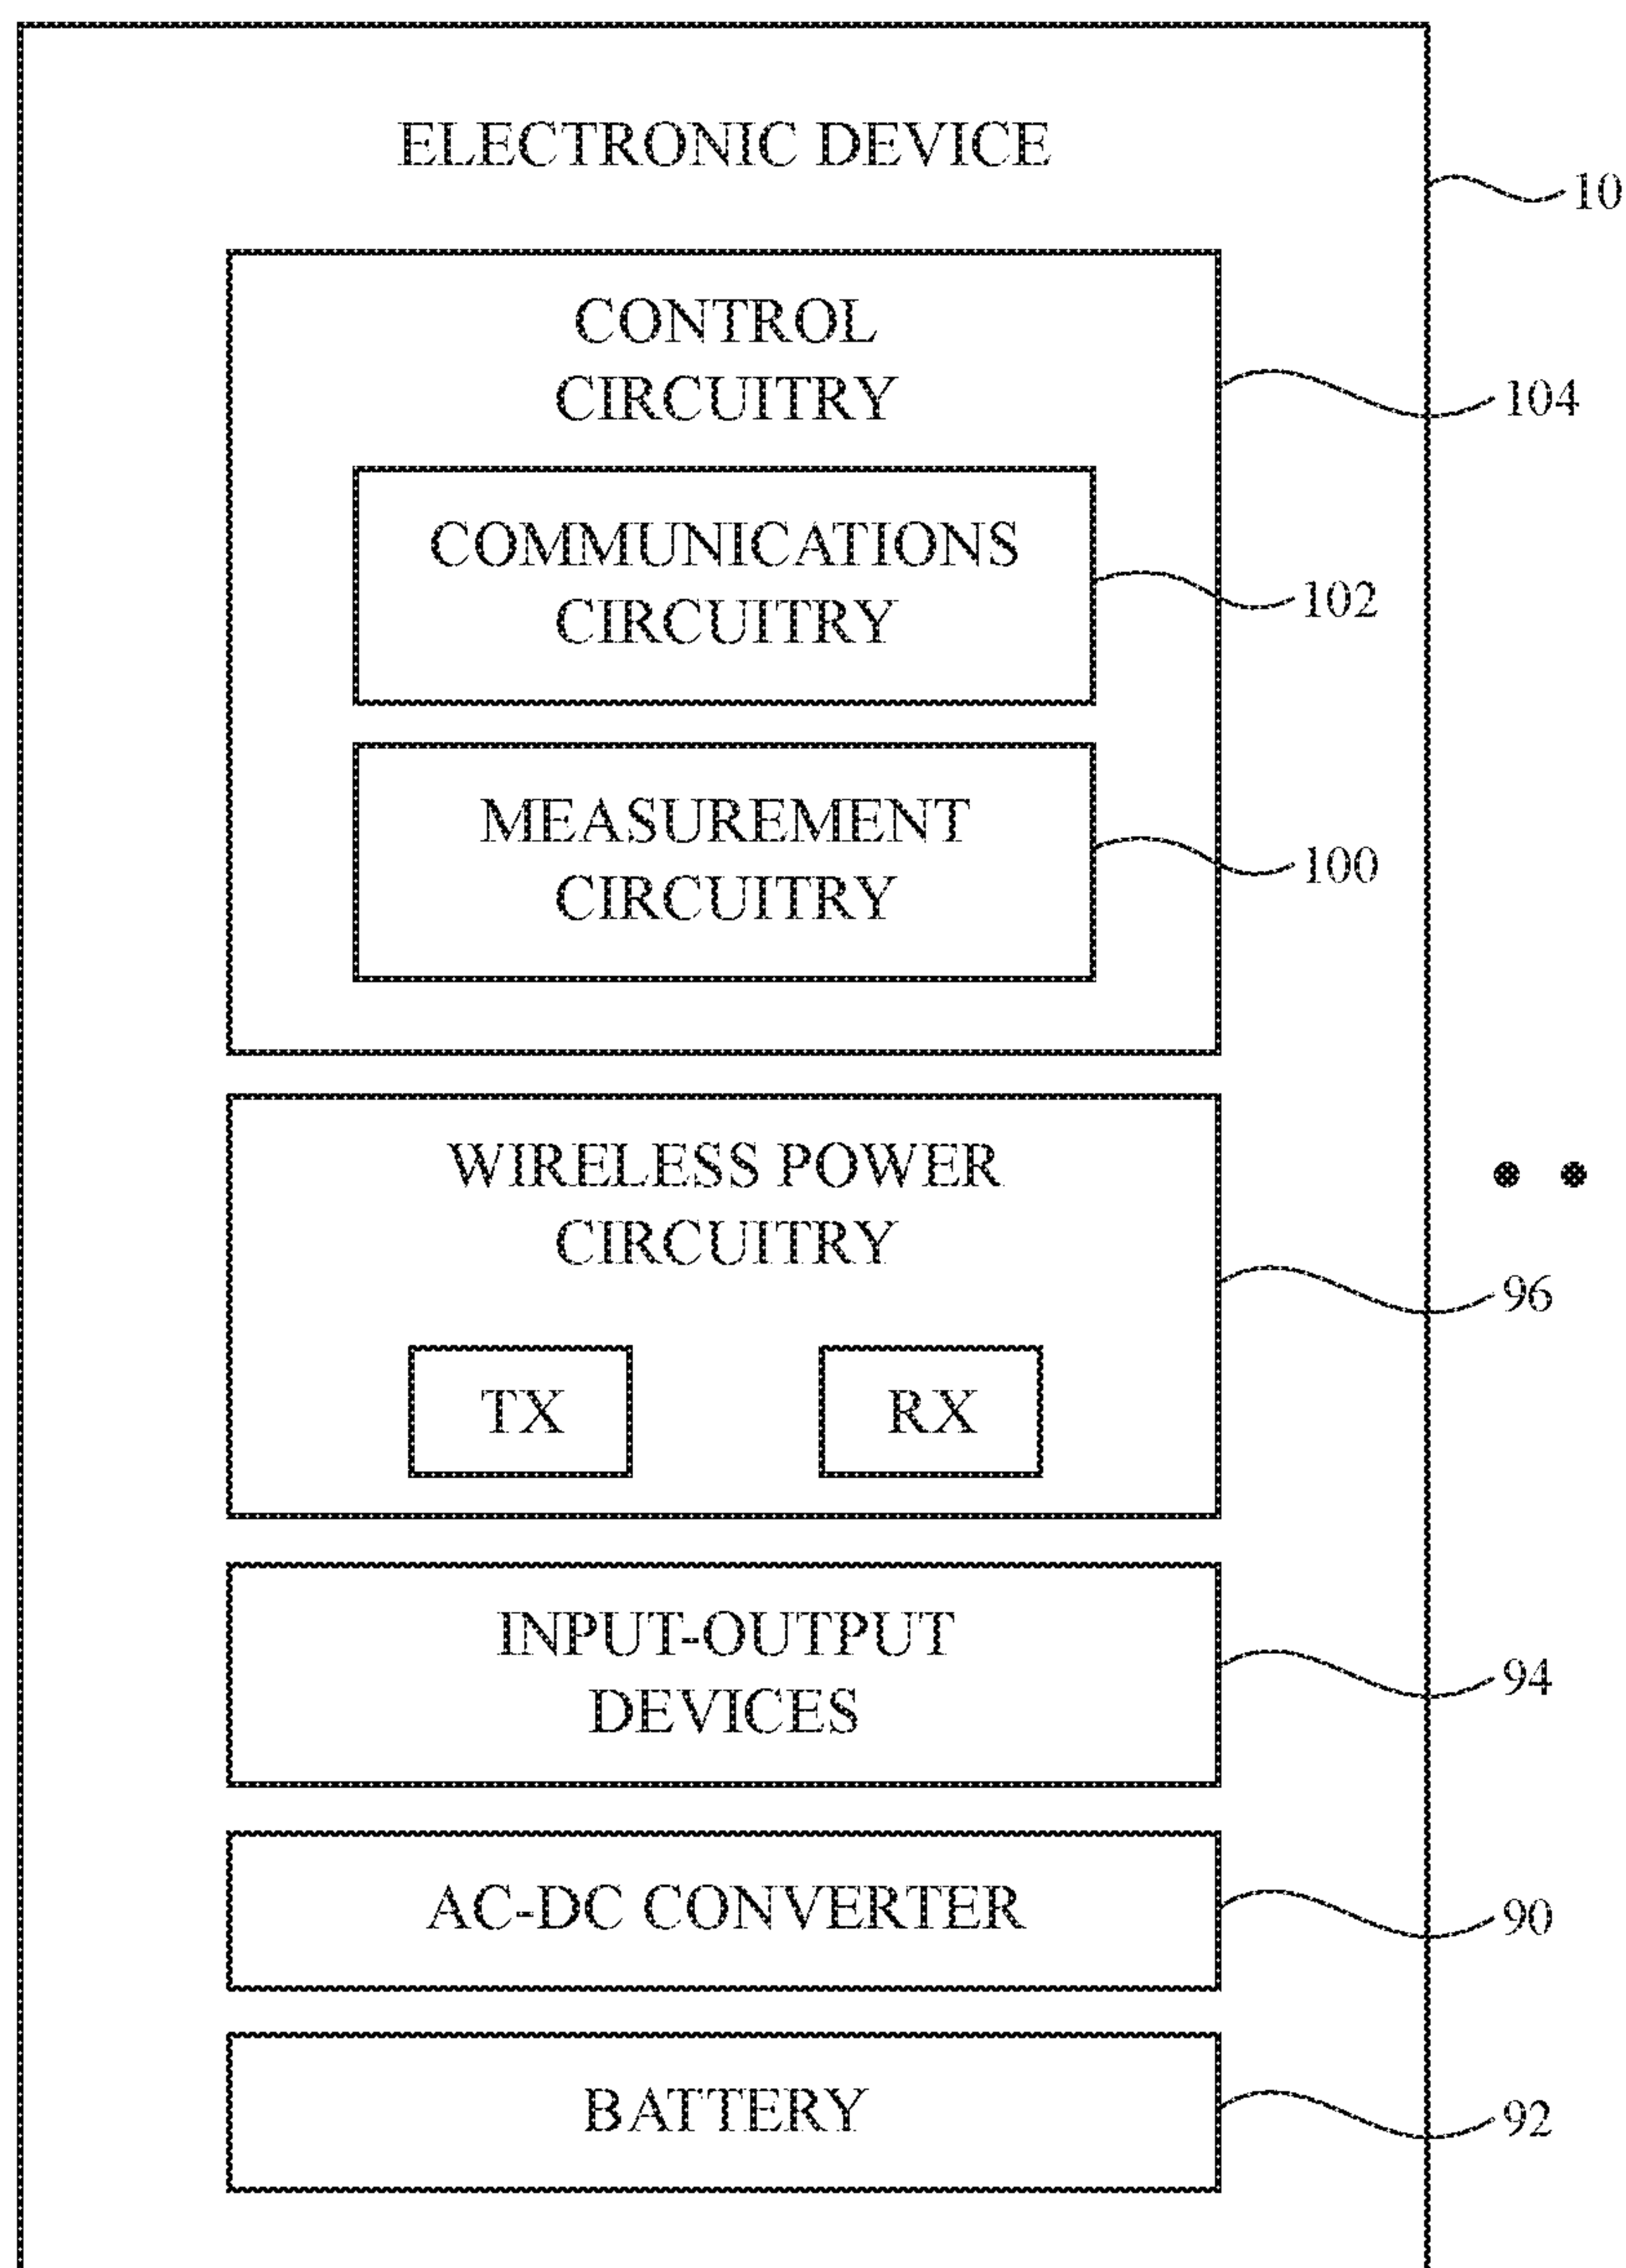 ELECTRONIC DEVICE
10
CONTROL
CIRCUITRY
104
COMMUNICATIONS
CIRCUITRY
102
MEASUREMENT
CIRCUITRY
100
WIRELESS POWER
CIRCUITRY
96
TX
RX
INPUT-OUTPUT
DEVICES
94
AC-DC CONVERTER
90
BATTERY
92